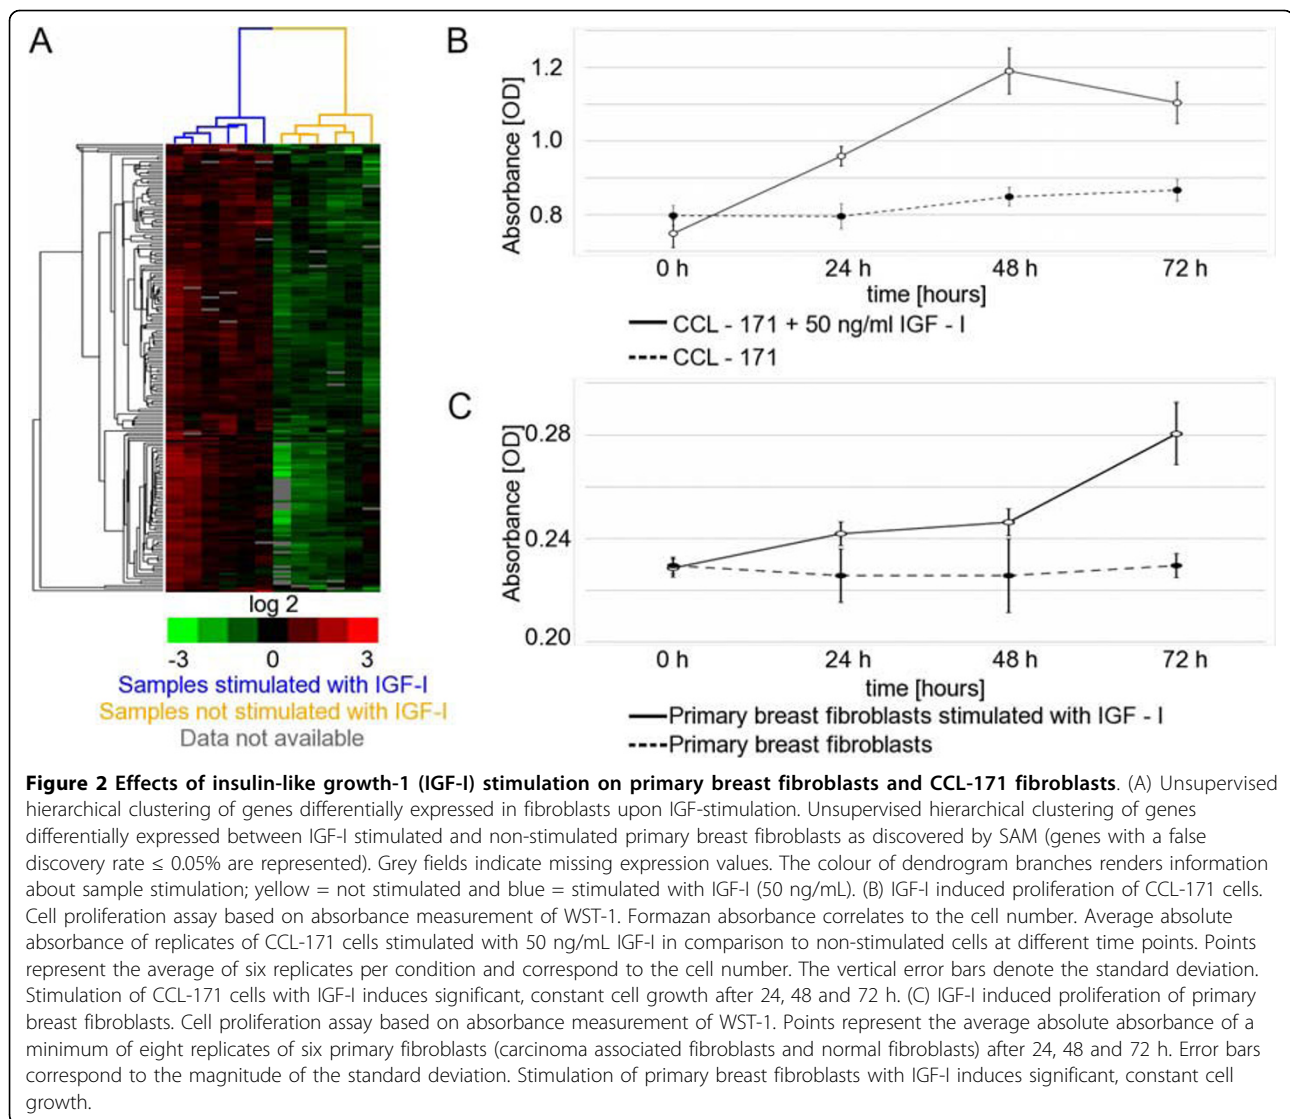 A
log 2
-3 0 3
Samples stimulated with IGF-I
Samples not stimulated with IGF-I
Data not available
B
Absorbance [OD]
1.2
1.0
0.8
0 h 24 h 48 h 72 h
time [hours]
CCL - 171 + 50 ng/ml IGF - I
CCL - 171
C
Absorbance [OD]
0.28
0.24
0.20
0 h 24 h 48 h 72 h
time [hours]
Primary breast fibroblasts stimulated with IGF - I
Primary breast fibroblasts
Figure 2 Effects of insulin-like growth-1 (IGF-I) stimulation on primary breast fibroblasts and CCL-171 fibroblasts. (A) Unsupervised
hierarchical clustering of genes differentially expressed in fibroblasts upon IGF-stimulation. Unsupervised hierarchical clustering of genes
differentially expressed between IGF-I stimulated and non-stimulated primary breast fibroblasts as discovered by SAM (genes with a false
discovery rate ≤ 0.05% are represented). Grey fields indicate missing expression values. The colour of dendrogram branches renders information
about sample stimulation; yellow = not stimulated and blue = stimulated with IGF-I (50 ng/mL). (B) IGF-I induced proliferation of CCL-171 cells.
Cell proliferation assay based on absorbance measurement of WST-1. Formazan absorbance correlates to the cell number. Average absolute
absorbance of replicates of CCL-171 cells stimulated with 50 ng/mL IGF-I in comparison to non-stimulated cells at different time points. Points
represent the average of six replicates per condition and correspond to the cell number. The vertical error bars denote the standard deviation.
Stimulation of CCL-171 cells with IGF-I induces significant, constant cell growth after 24, 48 and 72 h. (C) IGF-I induced proliferation of primary
breast fibroblasts. Cell proliferation assay based on absorbance measurement of WST-1. Points represent the average absolute absorbance of a
minimum of eight replicates of six primary fibroblasts (carcinoma associated fibroblasts and normal fibroblasts) after 24, 48 and 72 h. Error bars
correspond to the magnitude of the standard deviation. Stimulation of primary breast fibroblasts with IGF-I induces significant, constant cell
growth.